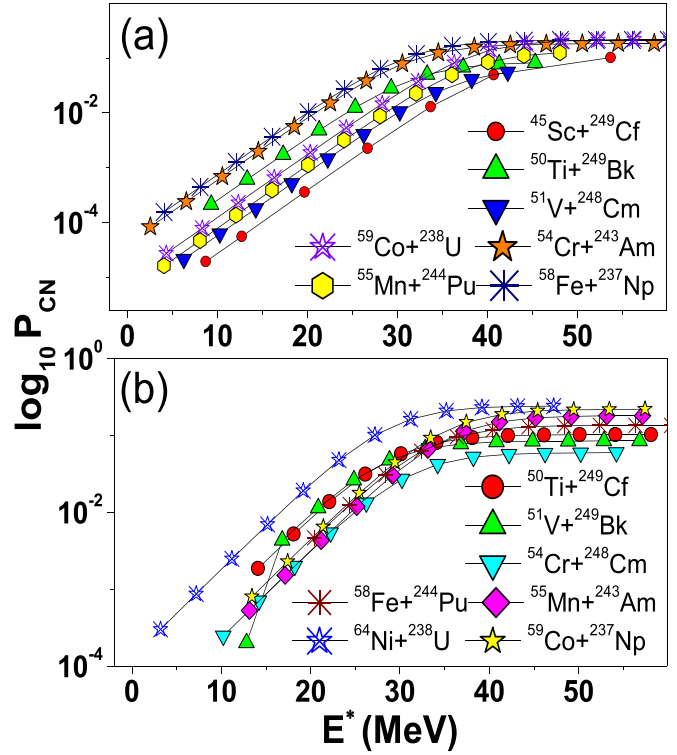 (a)
10⁻²
10⁻⁴
⁴⁵Sc+²⁴⁹Cf
⁵⁰Ti+²⁴⁹Bk
⁵¹V+²⁴⁸Cm
⁵⁹Co+²³⁸U
⁵⁴Cr+²⁴³Am
⁵⁵Mn+²⁴⁴Pu
⁵⁸Fe+²³⁷Np
0 10 20 30 40 50
log₁₀ P_CN
(b)
10⁰
10⁻²
10⁻⁴
⁵⁰Ti+²⁴⁹Cf
⁵¹V+²⁴⁹Bk
⁵⁴Cr+²⁴⁸Cm
⁵⁸Fe+²⁴⁴Pu
⁵⁵Mn+²⁴³Am
⁶⁴Ni+²³⁸U
⁵⁹Co+²³⁷Np
0 10 20 30 40 50
E* (MeV)